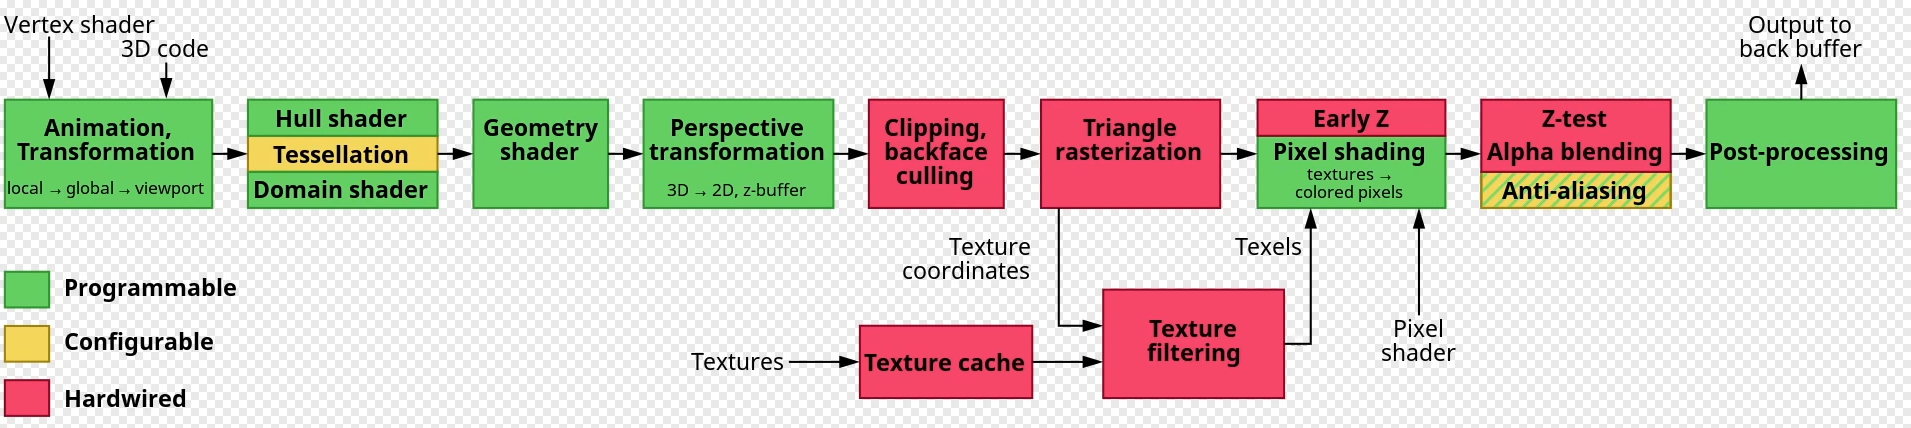 Vertex shader
3D code
Output to
back buffer
Animation,
Transformation
local → global → viewport
Hull shader
Tessellation
Domain shader
Geometry
shader
Perspective
transformation
3D → 2D, z-buffer
Clipping,
backface
culling
Triangle
rasterization
Early Z
Pixel shading
textures →
colored pixels
Z-test
Alpha blending
Anti-aliasing
Post-processing
Texture
coordinates
Texels
Programmable
Configurable
Hardwired
Textures
Texture cache
Texture
filtering
Pixel
shader